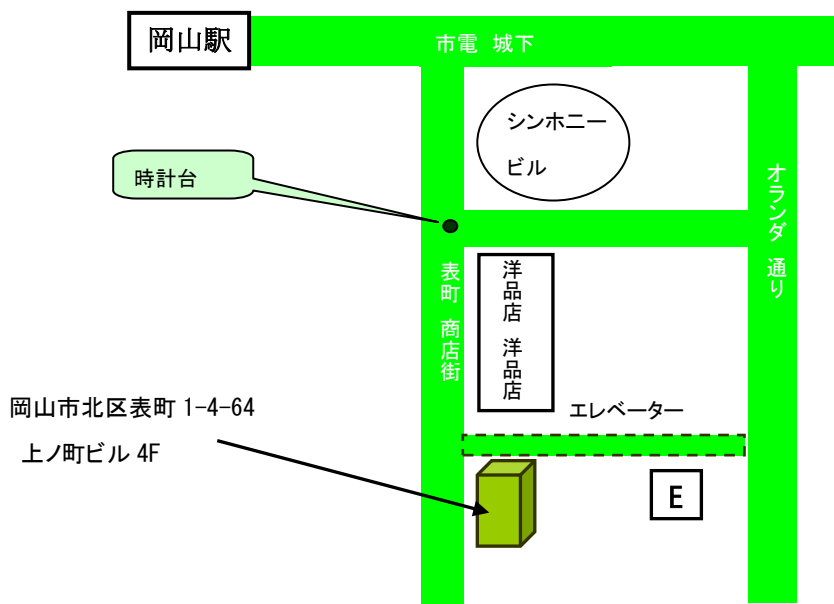 岡山駅
市電 城下
シンホニー
ビル
時計台
オランダ 通り
表町 商店街
洋品店 洋品店
エレベーター
岡山市北区表町 1-4-64
上ノ町ビル 4F
E